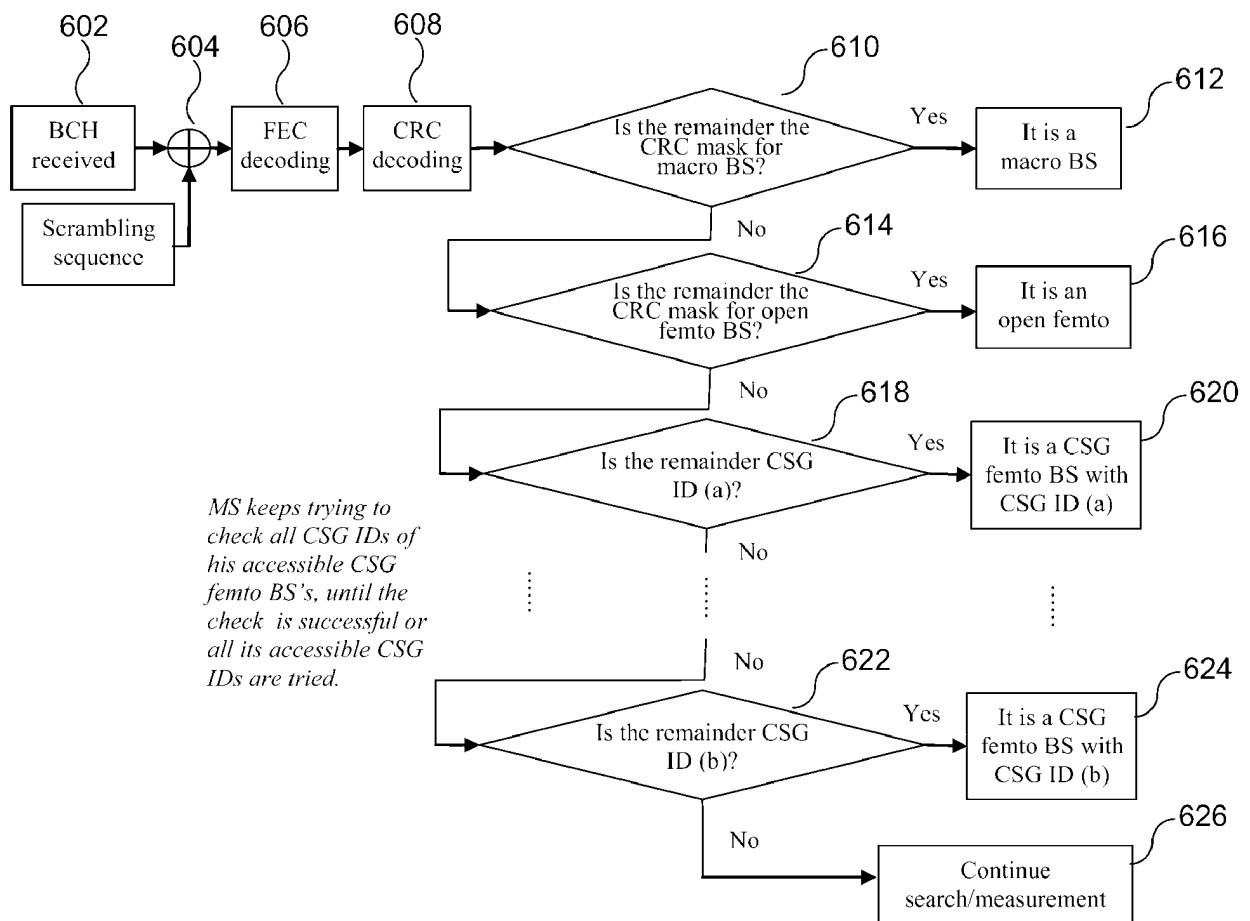 602
604
606
608
610
612
BCH
received
FEC
decoding
CRC
decoding
Is the remainder the
CRC mask for
macro BS?
Yes
It is a
macro BS
Scrambling
sequence
No
614
616
Is the remainder the
CRC mask for open
femto BS?
Yes
It is an
open femto
No
618
620
Is the remainder CSG
ID (a)?
Yes
It is a CSG
femto BS with
CSG ID (a)
MS keeps trying to
check all CSG IDs of
his accessible CSG
femto BS's, until the
check is successful or
all its accessible CSG
IDs are tried.
No
No
622
624
Is the remainder CSG
ID (b)?
Yes
It is a CSG
femto BS with
CSG ID (b)
No
626
Continue
search/measurement